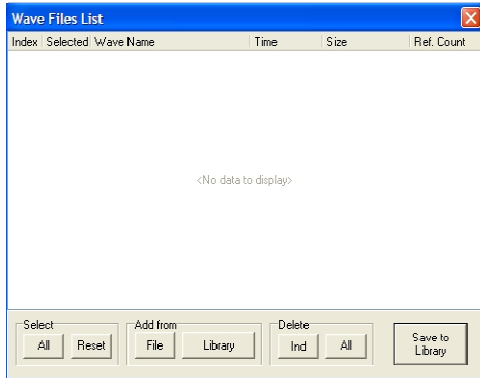 Wave Files List
Index Selected Wave Name Time Size Ref. Count
<No data to display>
Select Add from Delete
All Reset File Library Ind All Save to
Library